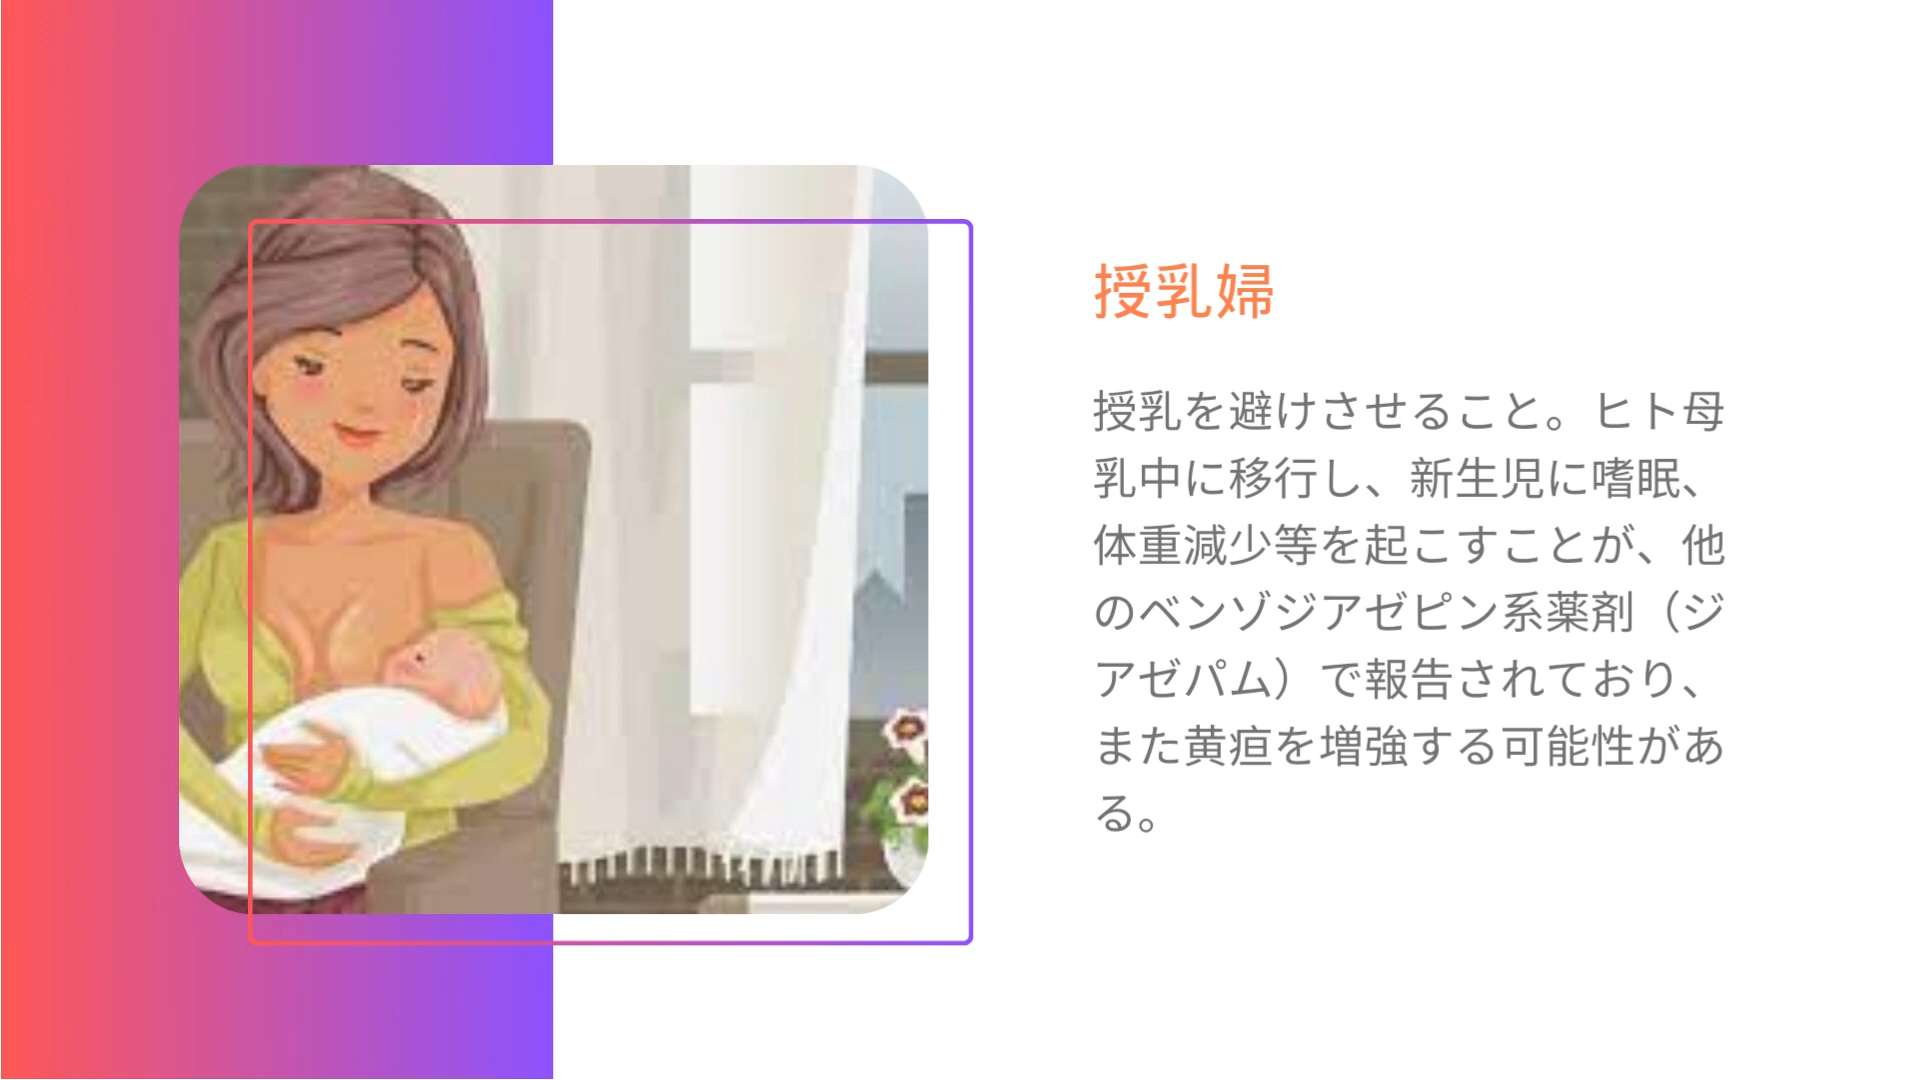 授乳婦
授乳を避けさせること。ヒト母
乳中に移行し、新生児に嗜眠、
体重減少等を起こすことが、他
のベンゾジアゼピン系薬剤（ジ
アゼパム）で報告されており、
また黄疸を増強する可能性があ
る。